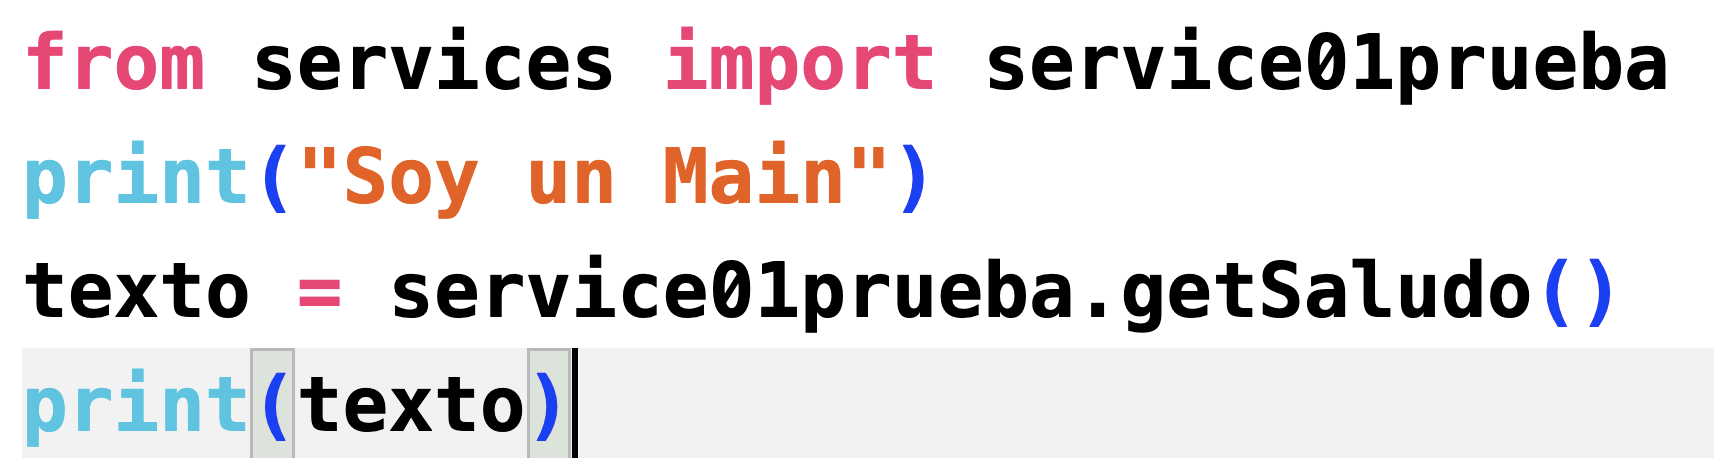 from services import service01prueba
print("Soy un Main")
texto = service01prueba.getSaludo()
print(texto)